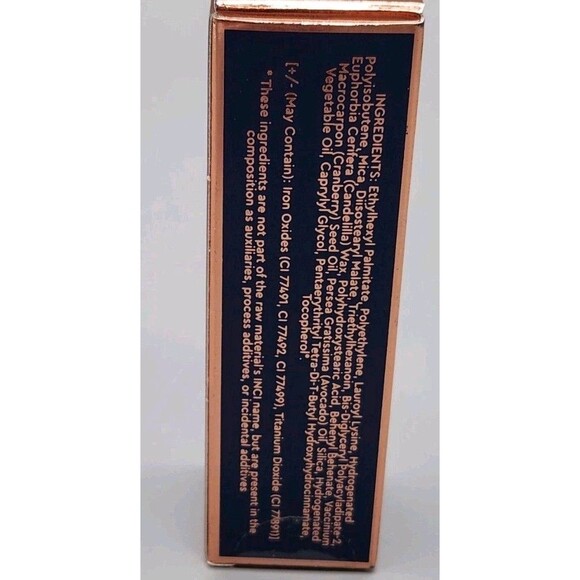 INGREDIENTS: Ethylhexyl Palmitate, Polyethylene, Lauroyl Lysine, Hydrogenated
Polyisobutene, Mica, Diisostearyl Malate, Triethylhexanoin, Bis-Diglyceryl Polyacyladipate-2,
Euphorbia Cerifera (Candelilla) Wax, Polyhydroxystearic Acid, Behenyl Behenate, Vaccinium
Macrocarpon (Cranberry) Seed Oil, Persea Gratissima (Avocado) Oil, Silica, Hydrogenated
Vegetable Oil, Caprylyl Glycol, Pentaerythrityl Tetra-Di-T-Butyl Hydroxyhydrocinnamate,
Tocopherol*.
[+/- (May Contain): Iron Oxides (CI 77491, CI 77492, CI 77499), Titanium Dioxide (CI 77891)]
* These ingredients are not part of the raw material's INCI name, but are present in the
composition as auxiliaries, process additives, or incidental additives